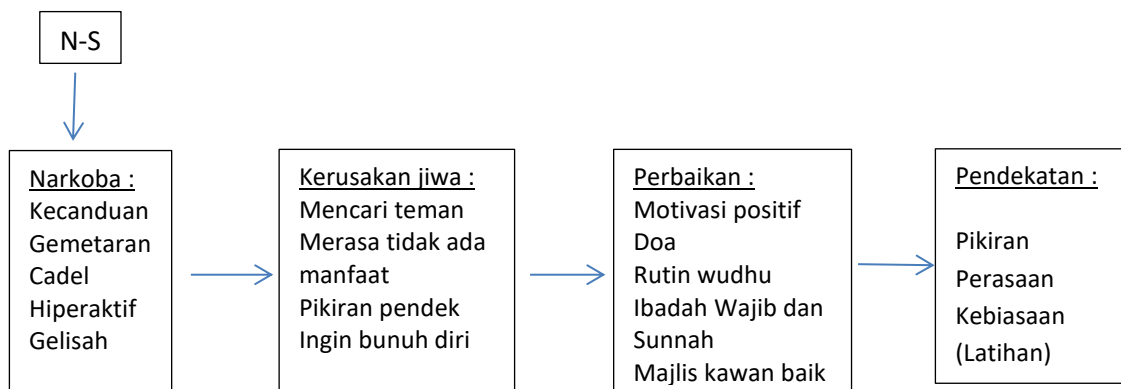 N-S
Narkoba :
Kecanduan
Gemetaran
Cadel
Hiperaktif
Gelisah
Kerusakan jiwa :
Mencari teman
Merasa tidak ada
manfaat
Pikiran pendek
Ingin bunuh diri
Perbaikan :
Motivasi positif
Doa
Rutin wudhu
Ibadah Wajib dan
Sunnah
Majlis kawan baik
Pendekatan :
Pikiran
Perasaan
Kebiasaan
(Latihan)